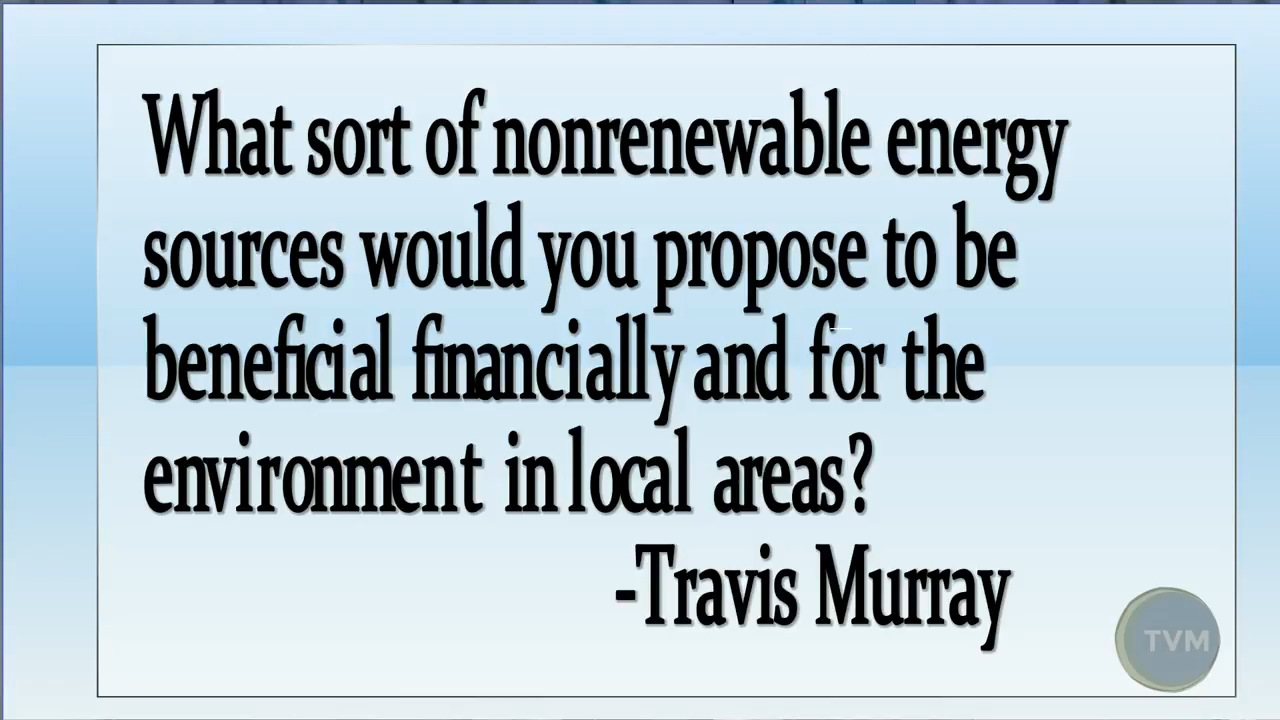 What sort of nonrenewable energy
sources would you propose to be
beneficial financially and for the
environment in local areas?
-Travis Murray
TVM